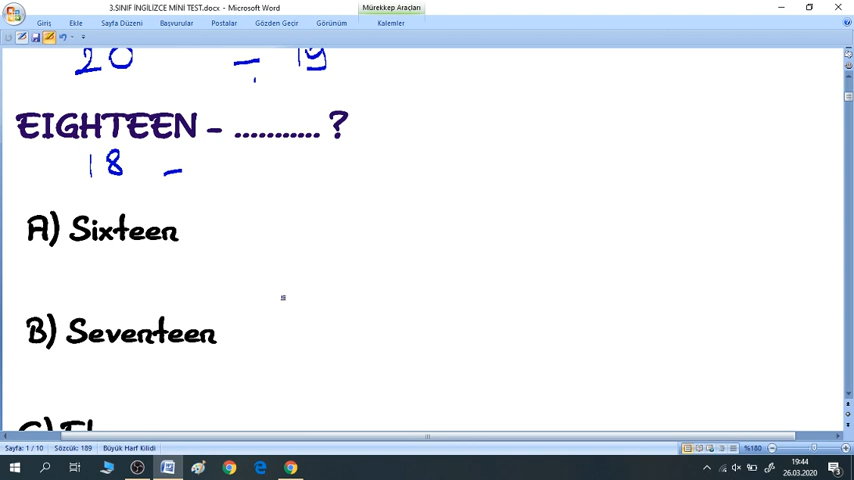 3.SINIF İNGİLİZCE MİNİ TEST.docx - Microsoft Word
Mürekkep Araçları
Giriş Ekle Sayfa Düzeni Başvurular Postalar Gözden Geçir Görünüm Kalemler
20 - 19
EIGHTEEN - ........... ?
18 -
A) Sixteen
B) Seventeen
Sayfa: 1 / 10 Sözcük: 189 Büyük Harf Kilidi %180
19:44
26.03.2020